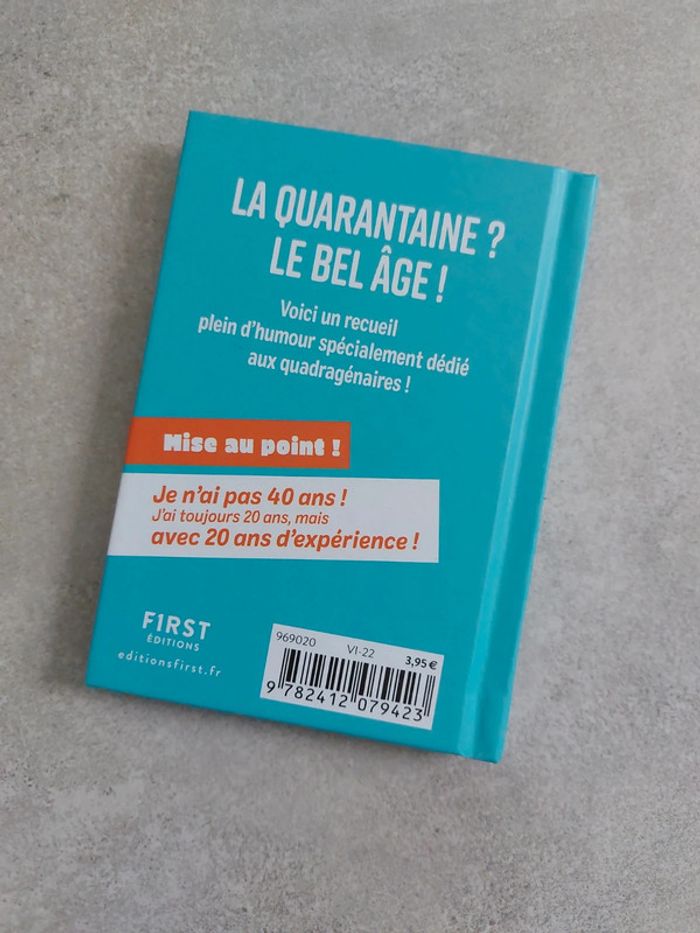 LA QUARANTAINE ?
LE BEL ÂGE !
Voici un recueil
plein d'humour spécialement dédié
aux quadragénaires !
Mise au point !
Je n'ai pas 40 ans !
J'ai toujours 20 ans, mais
avec 20 ans d'expérience !
F1RST
ÉDITIONS
editionsfirst.fr
969020 VI-22 3,95 €
9 782412 079423